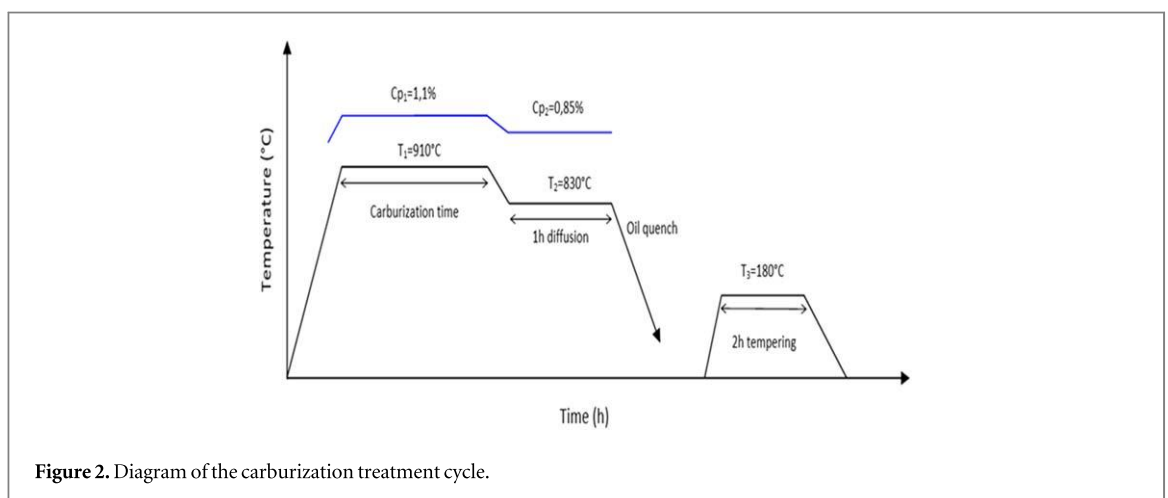 Cp₁=1,1%
Cp₂=0,85%
T₁=910°C
T₂=830°C
Carburization time
1h diffusion
Oil quench
T₃=180°C
2h tempering
Temperature (°C)
Time (h)
Figure 2. Diagram of the carburization treatment cycle.